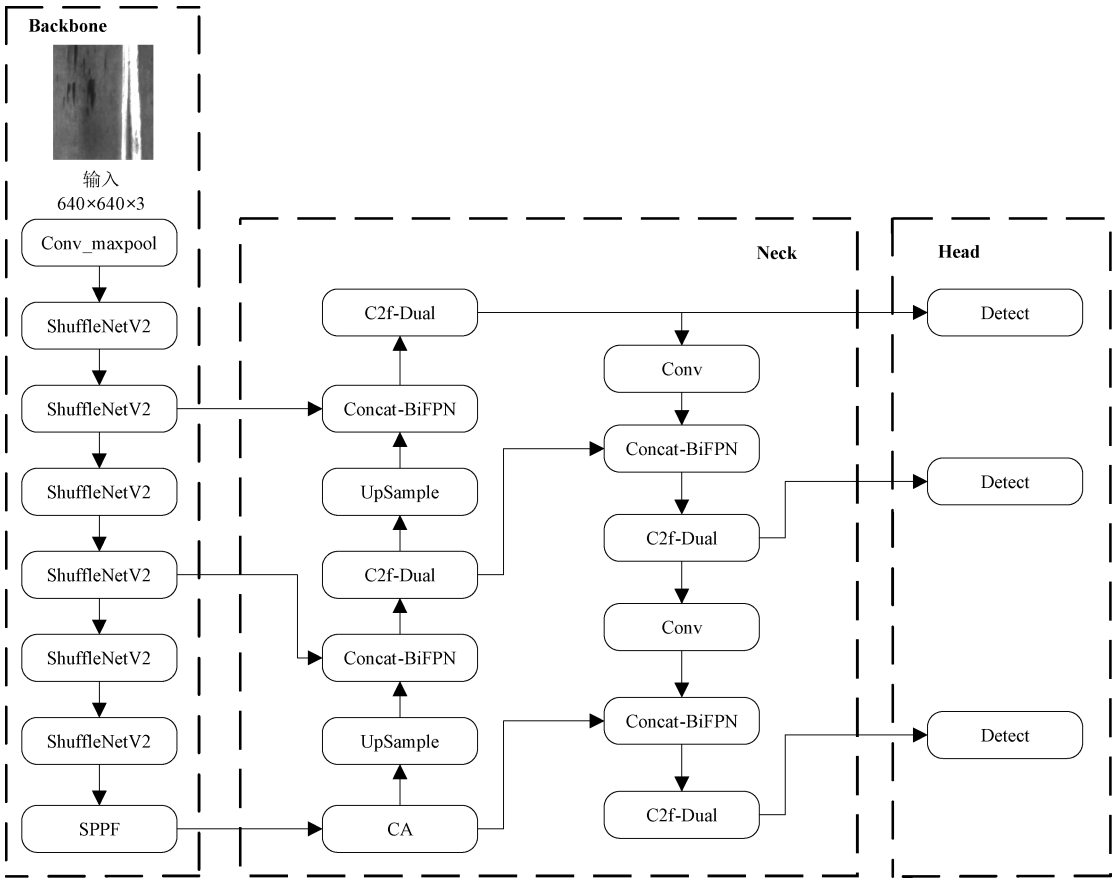 Backbone
输入
640×640×3
Conv_maxpool
ShuffleNetV2
ShuffleNetV2
ShuffleNetV2
ShuffleNetV2
ShuffleNetV2
ShuffleNetV2
SPPF
Neck
C2f-Dual
Concat-BiFPN
UpSample
C2f-Dual
Concat-BiFPN
UpSample
CA
Conv
Concat-BiFPN
C2f-Dual
Conv
Concat-BiFPN
C2f-Dual
Head
Detect
Detect
Detect